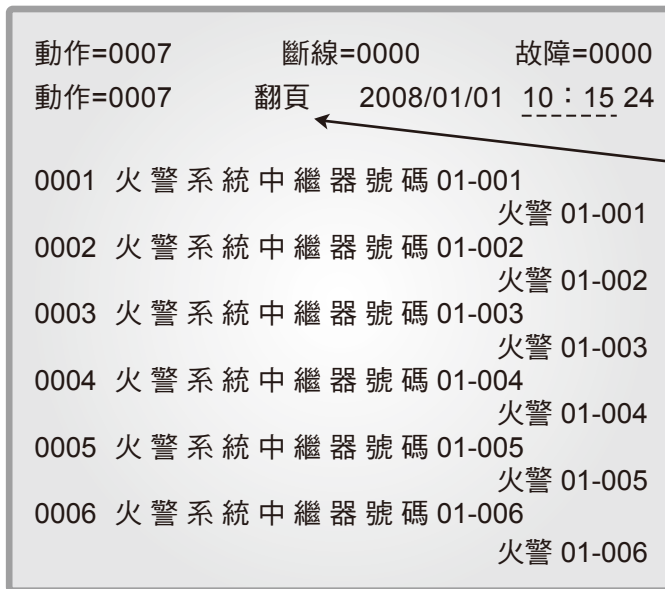 動作=0007 斷線=0000 故障=0000
動作=0007 翻頁 2008/01/01 10：15 24
0001 火警系統中繼器號碼01-001
火警 01-001
0002 火警系統中繼器號碼01-002
火警 01-002
0003 火警系統中繼器號碼01-003
火警 01-003
0004 火警系統中繼器號碼01-004
火警 01-004
0005 火警系統中繼器號碼01-005
火警 01-005
0006 火警系統中繼器號碼01-006
火警 01-006